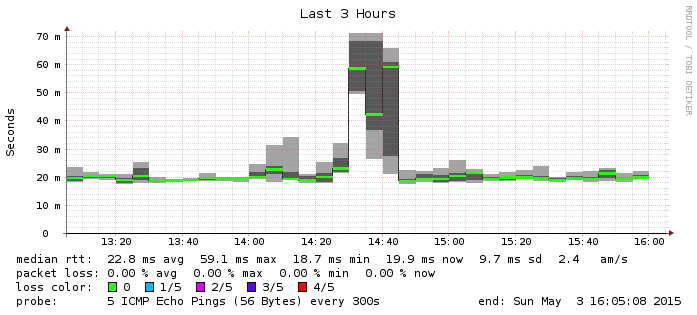 Last 3 Hours
RRDTOOL / TOBI OETIKER
Seconds
70 m
60 m
50 m
40 m
30 m
20 m
10 m
0
13:20 13:40 14:00 14:20 14:40 15:00 15:20 15:40 16:00
median rtt: 22.8 ms avg 59.1 ms max 18.7 ms min 19.9 ms now 9.7 ms sd 2.4 am/s
packet loss: 0.00 % avg 0.00 % max 0.00 % min 0.00 % now
loss color: 0 1/5 2/5 3/5 4/5
probe: 5 ICMP Echo Pings (56 Bytes) every 300s end: Sun May 3 16:05:08 2015